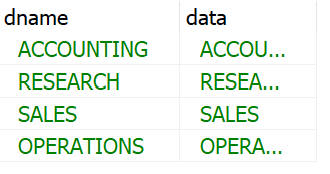 dname data
ACCOUNTING ACCOU...
RESEARCH RESEA...
SALES SALES
OPERATIONS OPERA...